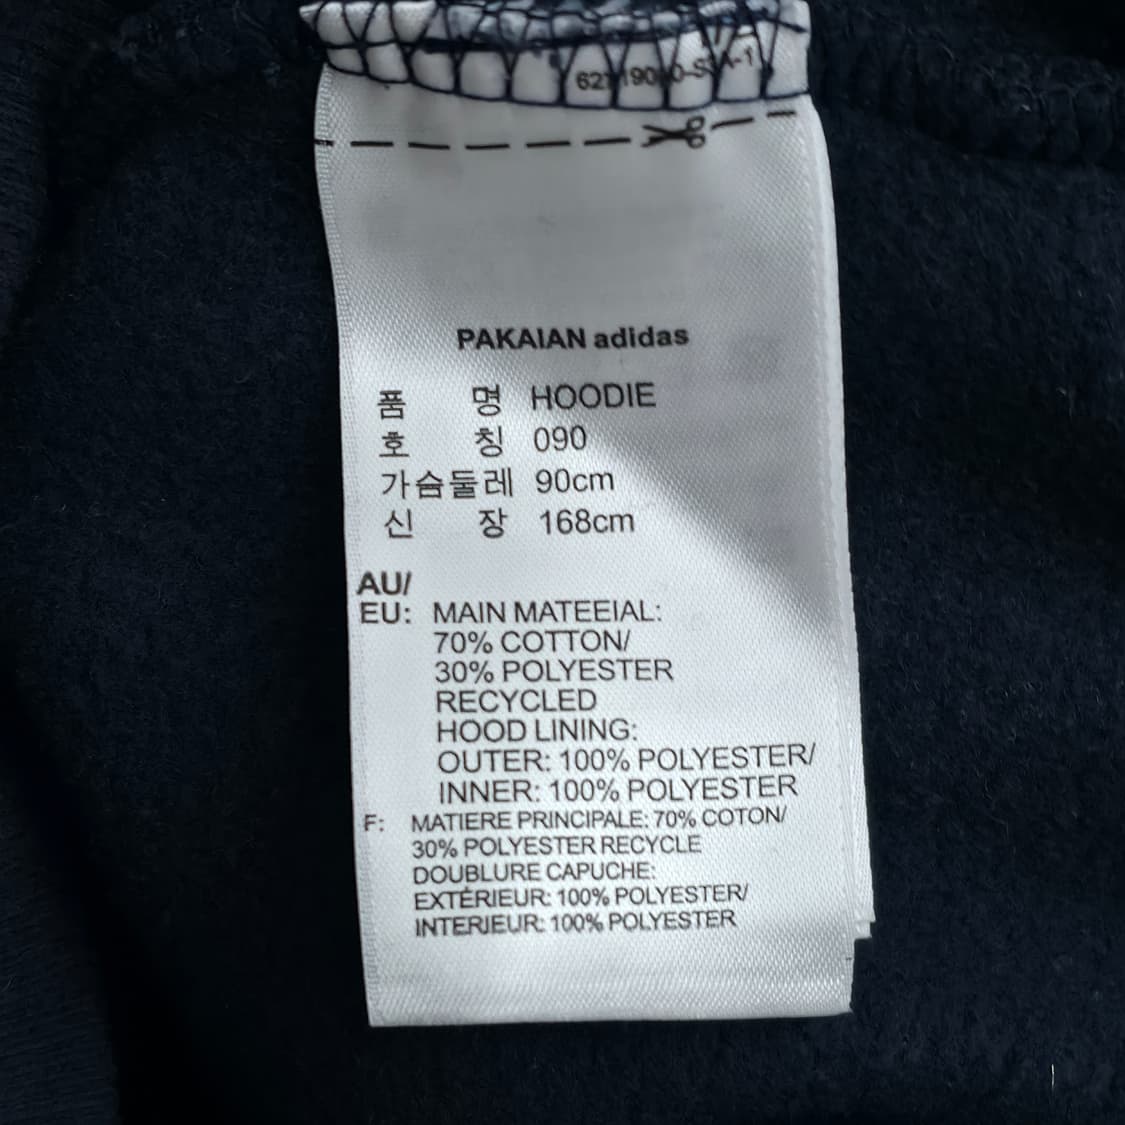 PAKAIAN adidas
품 명 HOODIE
호 칭 090
가슴둘레 90cm
신 장 168cm
AU/
EU: MAIN MATEEIAL:
70% COTTON/
30% POLYESTER
RECYCLED
HOOD LINING:
OUTER: 100% POLYESTER/
INNER: 100% POLYESTER
F: MATIERE PRINCIPALE: 70% COTON/
30% POLYESTER RECYCLE
DOUBLURE CAPUCHE:
EXTÉRIEUR: 100% POLYESTER/
INTERIEUR: 100% POLYESTER